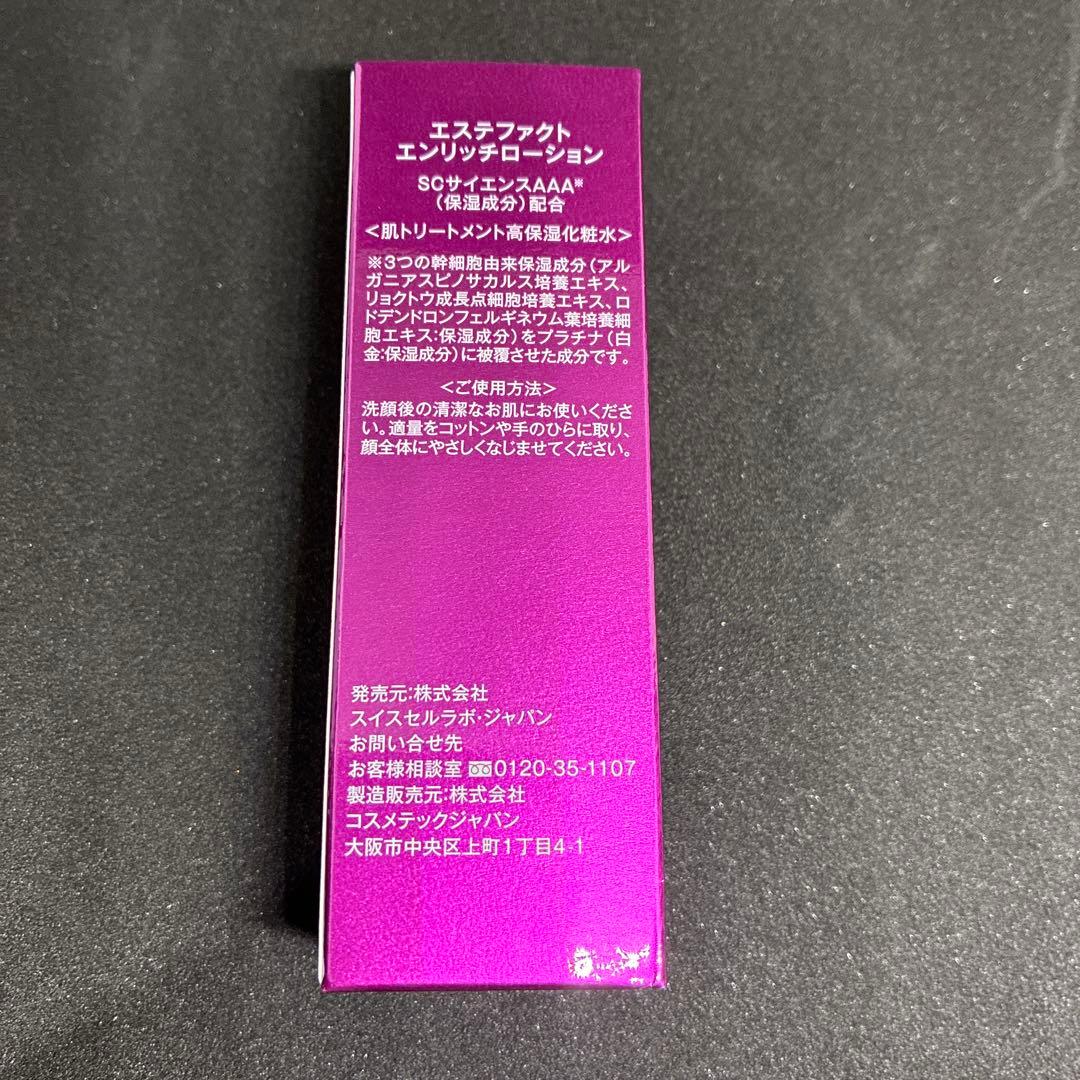 エステファクト
エンリッチローション
SCサイエンスAAA※
（保湿成分）配合
＜肌トリートメント高保湿化粧水＞
※３つの幹細胞由来保湿成分（アル
ガニアスピノサカルス培養エキス、
リョクトウ成長点細胞培養エキス、ロ
ドデンドロンフェルギネウム葉培養細
胞エキス:保湿成分）をプラチナ（白
金:保湿成分）に被覆させた成分です。
＜ご使用方法＞
洗顔後の清潔なお肌にお使いくださ
い。適量をコットンや手のひらに取り、
顔全体にやさしくなじませてください。
発売元:株式会社
スイスセルラボ・ジャパン
お問い合せ先
お客様相談室 0120-35-1107
製造販売元:株式会社
コスメテックジャパン
大阪市中央区上町1丁目4-1